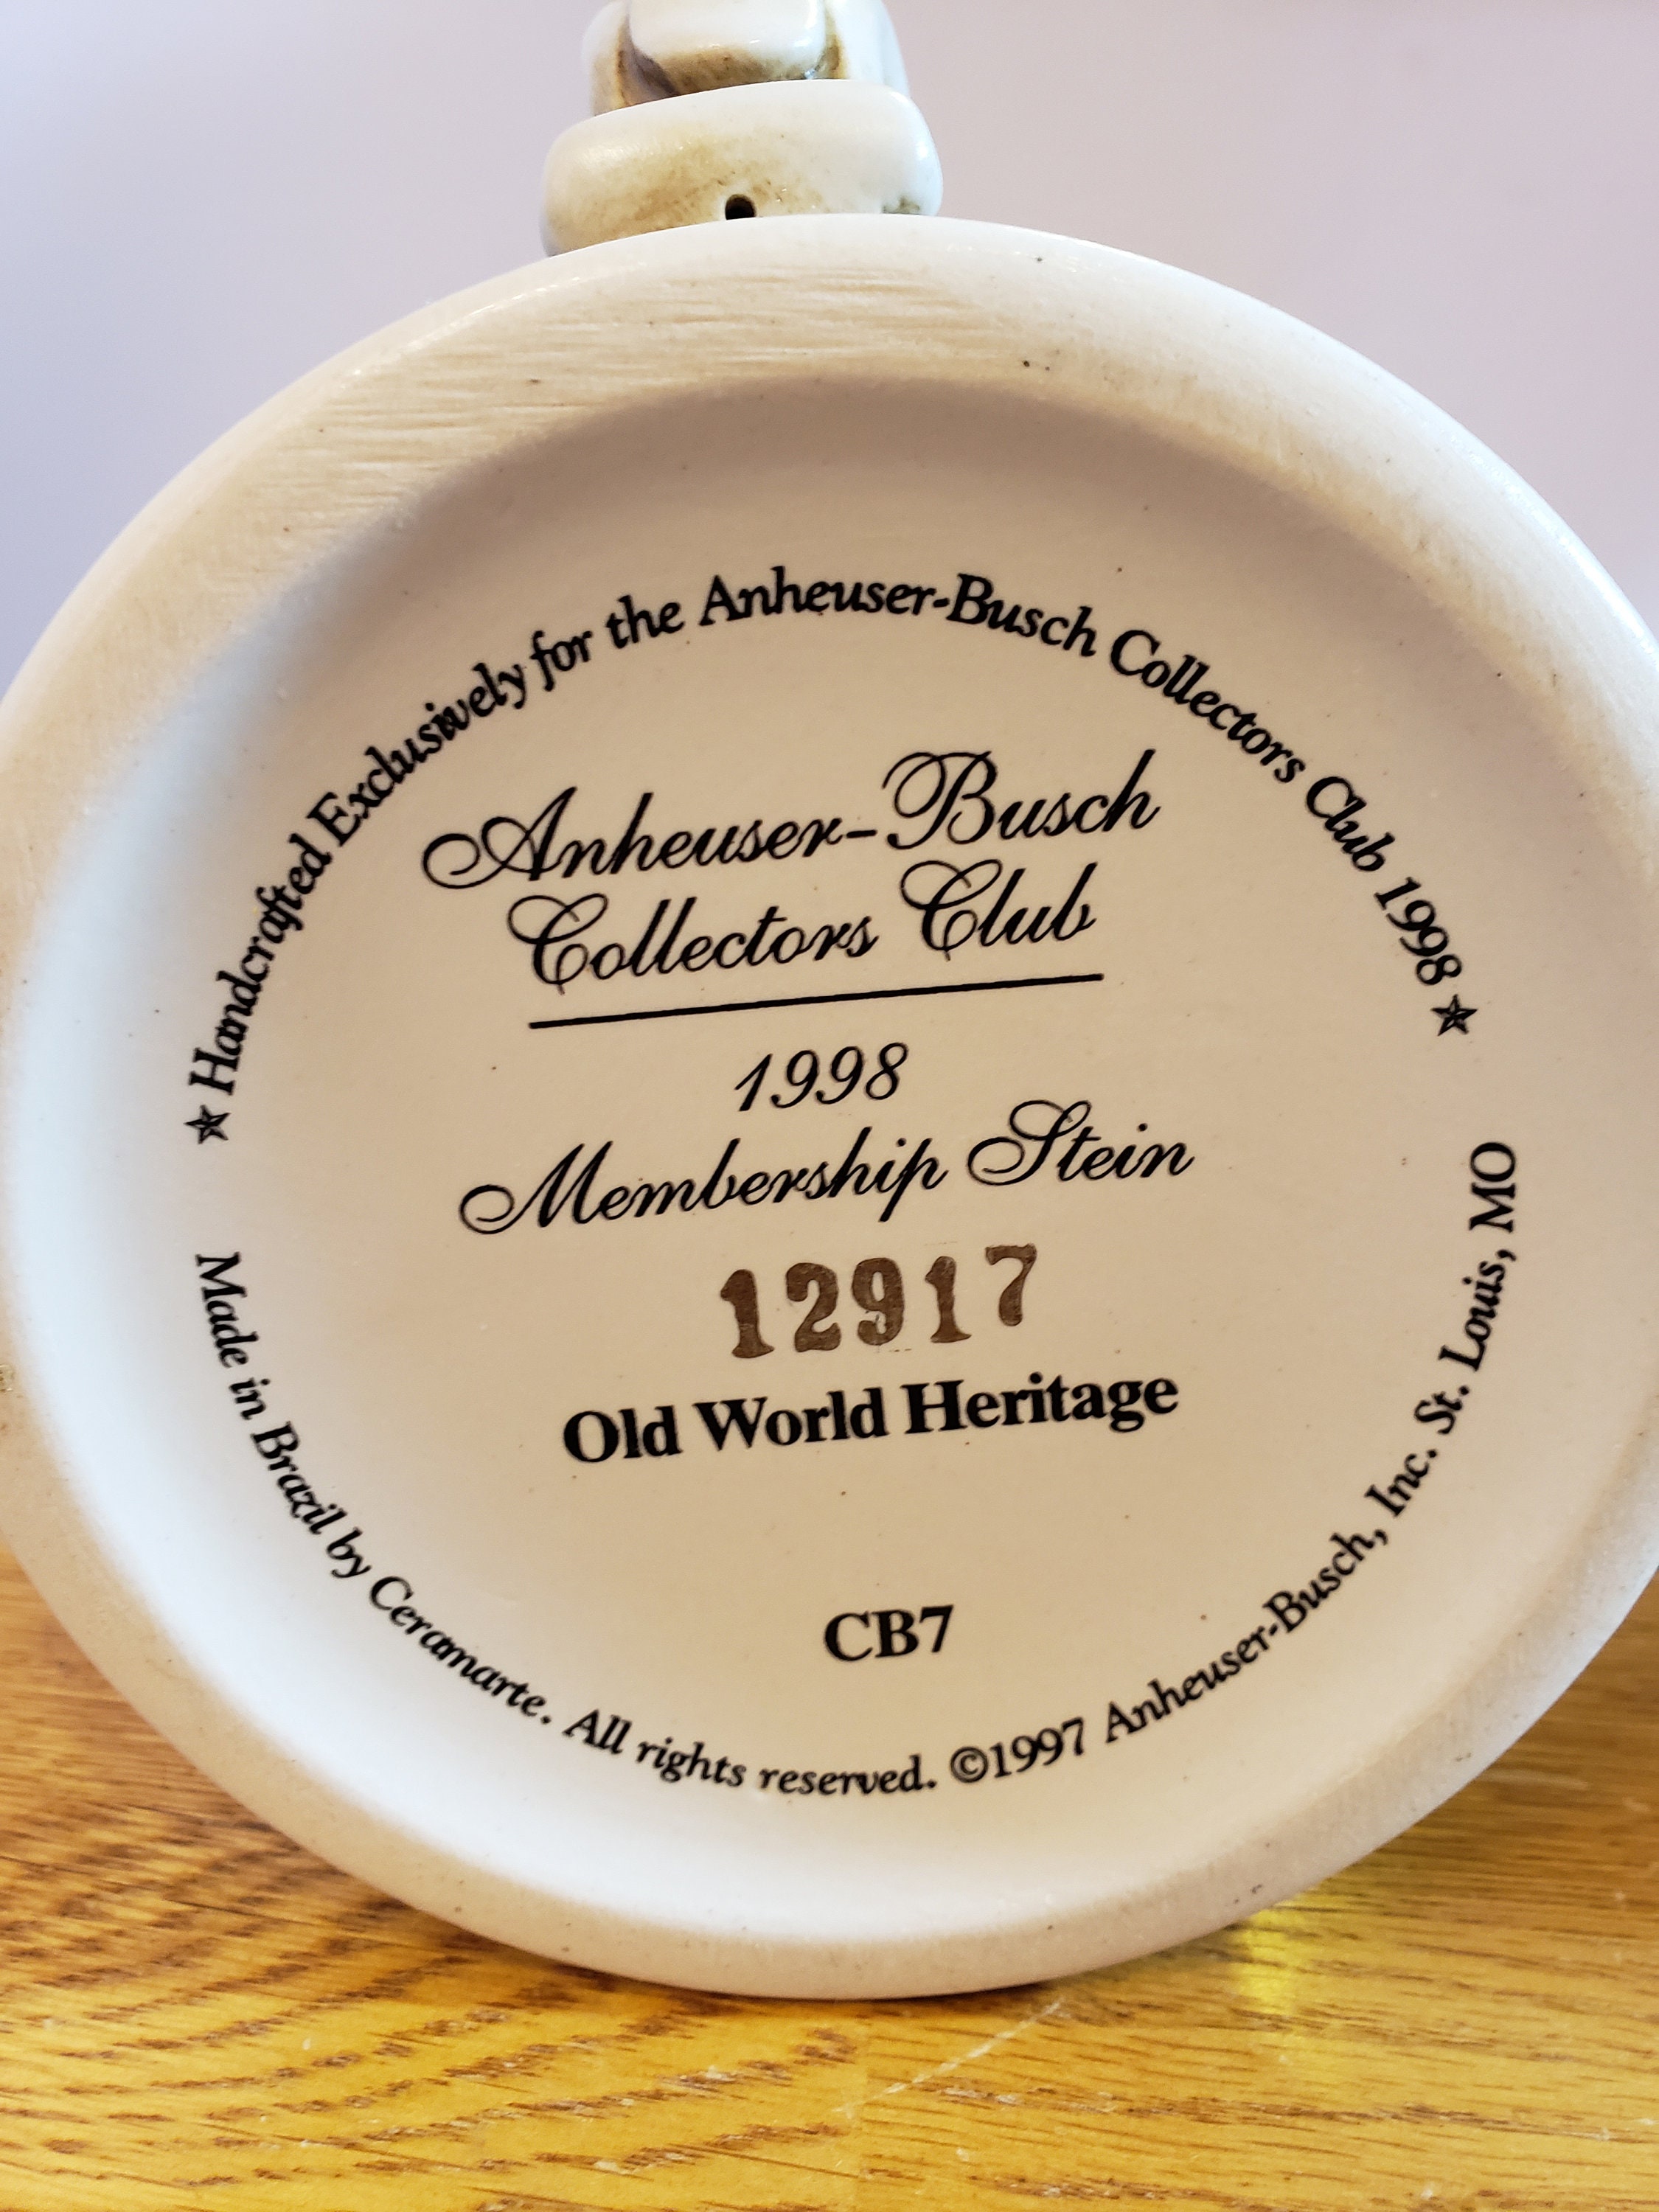 ★ Handcrafted Exclusively for the Anheuser-Busch Collectors Club 1998 ★
Anheuser-Busch
Collectors Club
1998
Membership Stein
12917
Old World Heritage
CB7
Made in Brazil by Ceramarte. All rights reserved. ©1997 Anheuser-Busch, Inc. St. Louis, MO